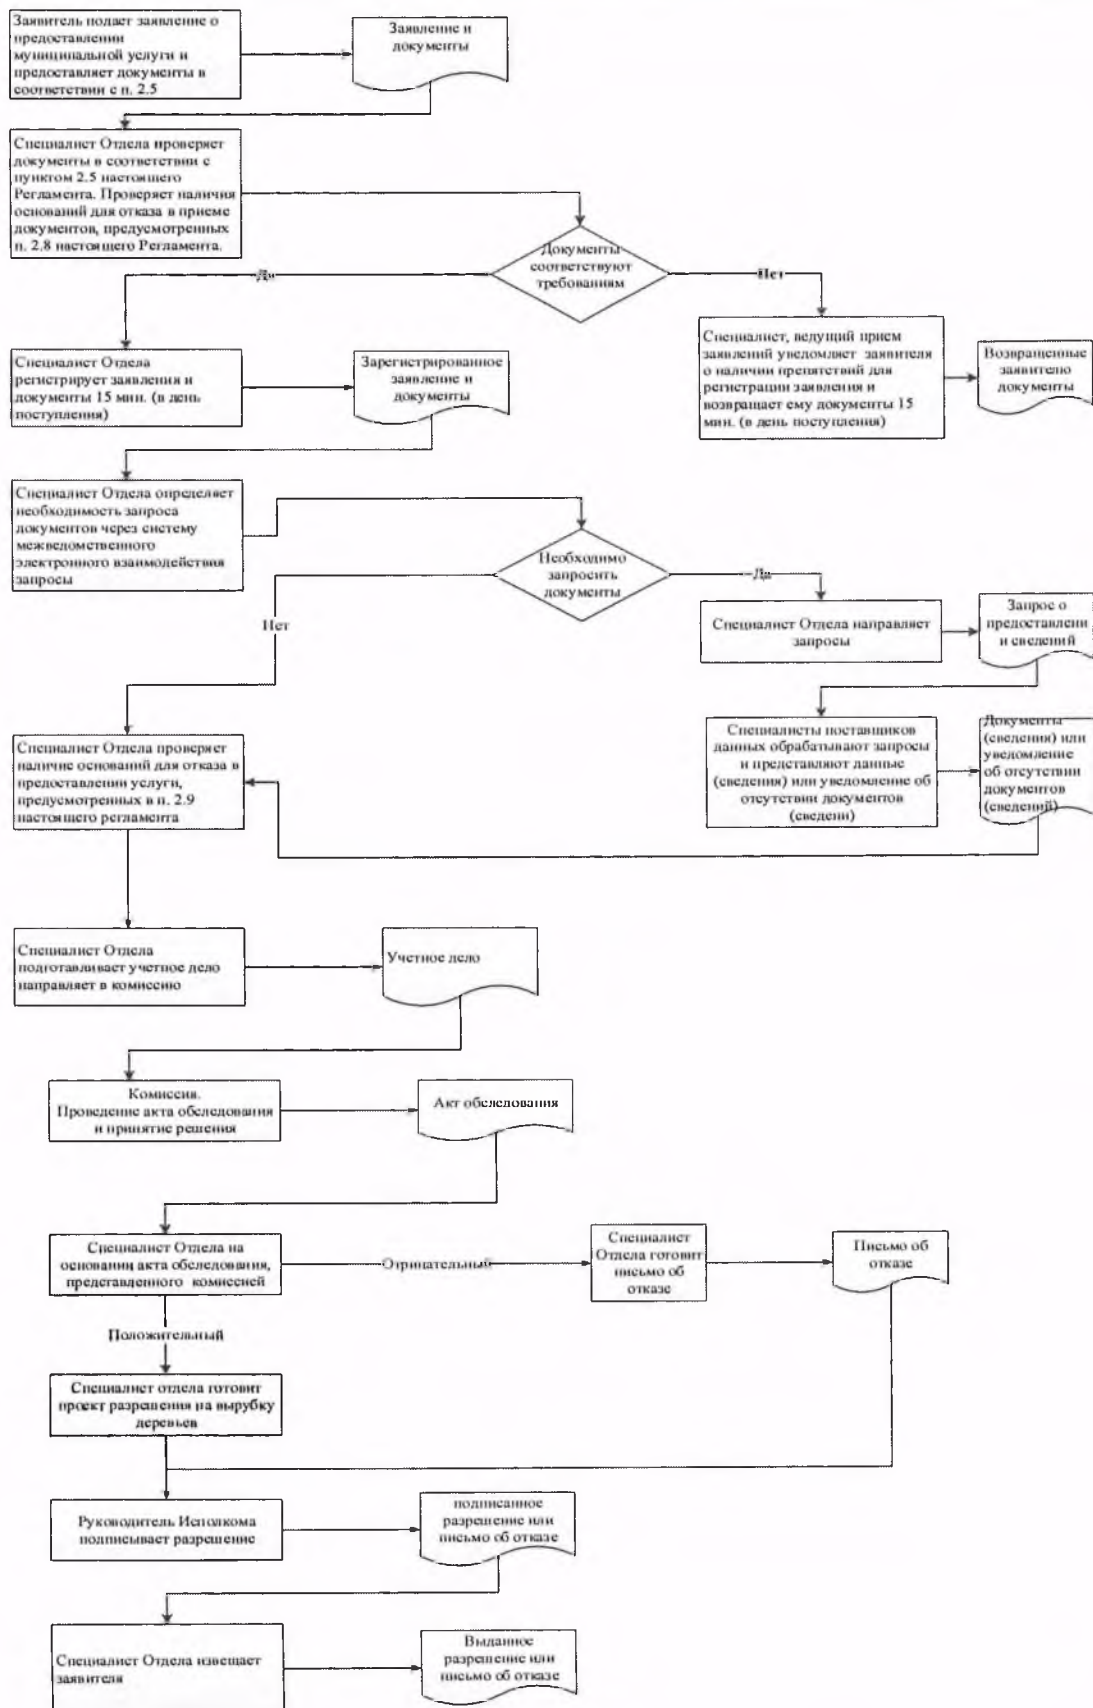 Заявитель подает заявление о
предоставлении
муниципальной услуги и
предоставляет документы в
соответствии с п. 2.5
Заявление и
документы
Специалист Отдела проверяет
документы в соответствии с
пунктом 2.5 настоящего
Регламента. Проверяет наличия
оснований для отказа в приеме
документов, предусмотренных
п. 2.8 настоящего Регламента.
Документы
соответствуют
требованиям
Да
Нет
Специалист Отдела
регистрирует заявления и
документы 15 мин. (в день
поступления)
Зарегистрированное
заявление и
документы
Специалист, ведущий прием
заявлений уведомляет заявителя
о наличии препятствий для
регистрации заявления и
возвращает ему документы 15
мин. (в день поступления)
Возвращенные
заявителю
документы
Специалист Отдела определяет
необходимость запроса
документов через систему
межведомственного
электронного взаимодействия
запросы
Необходимо
запросить
документы
Да
Нет
Специалист Отдела направляет
запросы
Запрос о
предоставлени
и сведений
Специалист Отдела проверяет
наличие оснований для отказа в
предоставлении услуги,
предусмотренных в п. 2.9
настоящего регламента
Специалисты поставщиков
данных обрабатывают запросы
и представляют данные
(сведения) или уведомление об
отсутствии документов
(сведени)
Документы
(сведения) или
уведомление
об отсутствии
документов
(сведений)
Специалист Отдела
подготавливает учетное дело
направляет в комиссию
Учетное дело
Комиссия.
Проведение акта обследования
и принятие решения
Акт обследования
Специалист Отдела на
основании акта обследования,
представленного комиссией
Отрицательный
Специалист
Отдела готовит
письмо об
отказе
Письмо об
отказе
Положительный
Специалист отдела готовит
проект разрешения на вырубку
деревьев
Руководитель Исполкома
подписывает разрешение
подписанное
разрешение или
письмо об отказе
Специалист Отдела извещает
заявителя
Выданное
разрешение или
письмо об отказе